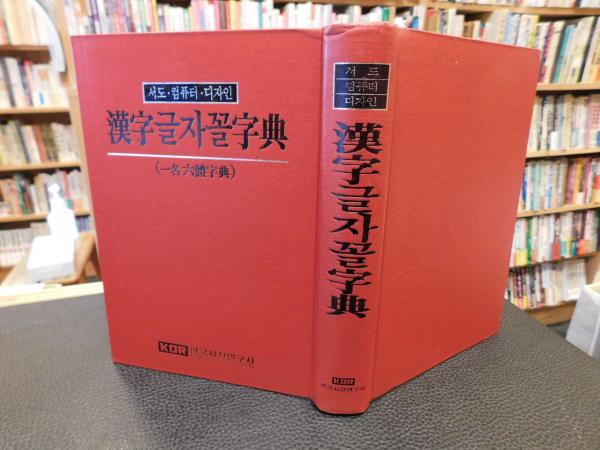 서도·컴퓨터·디자인
漢字글자꼴字典
(一名 六體字典)
KDR 한국사전연구사
서도
컴퓨터
디자인
漢字글자꼴字典
KDR
한국사전연구사